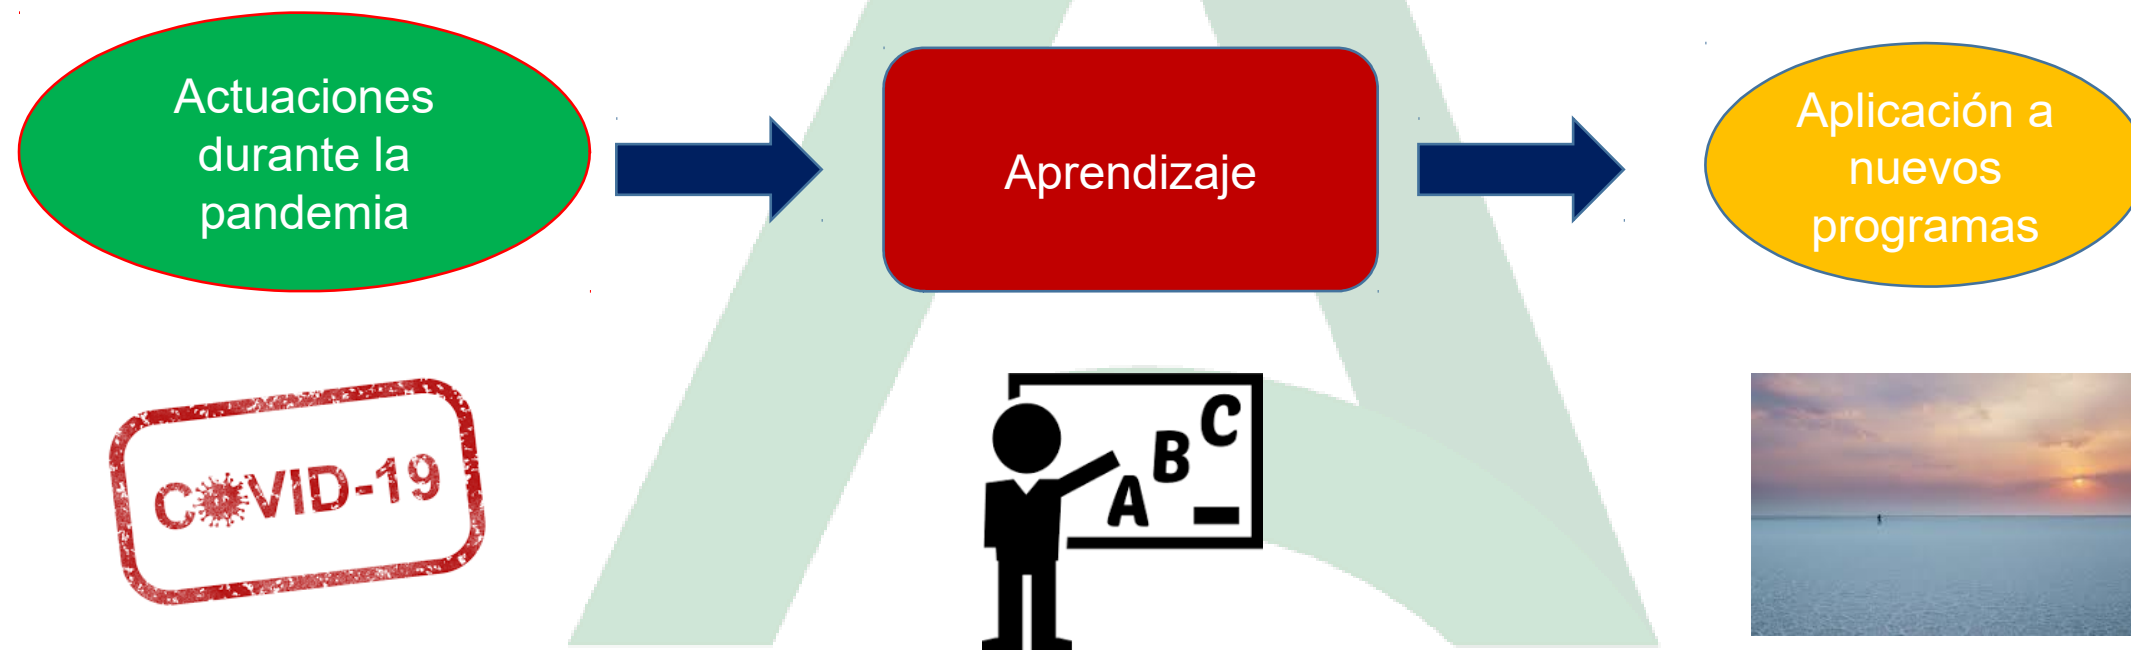 Actuaciones
durante la
pandemia
Aprendizaje
Aplicación a
nuevos
programas
COVID-19
A B C